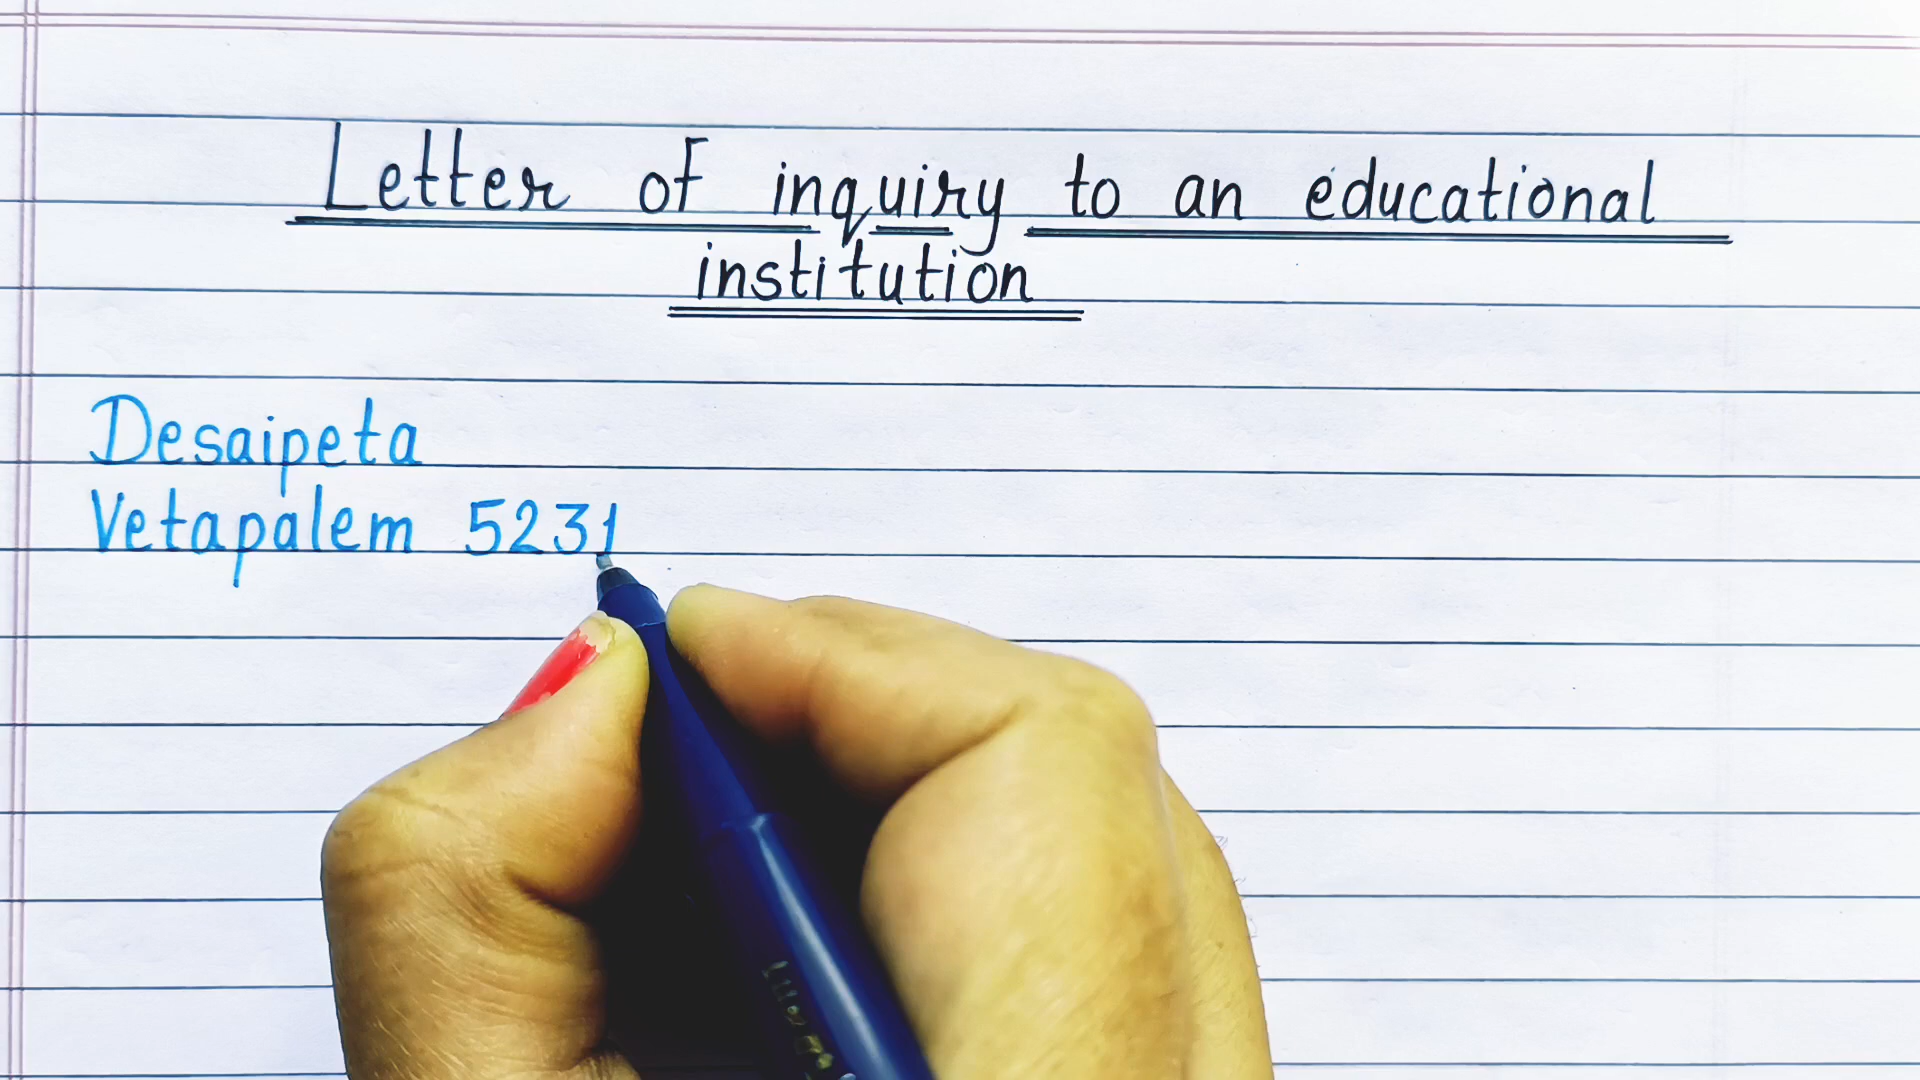 Letter of inquiry to an educational
institution
Desaipeta
Vetapalem 5231